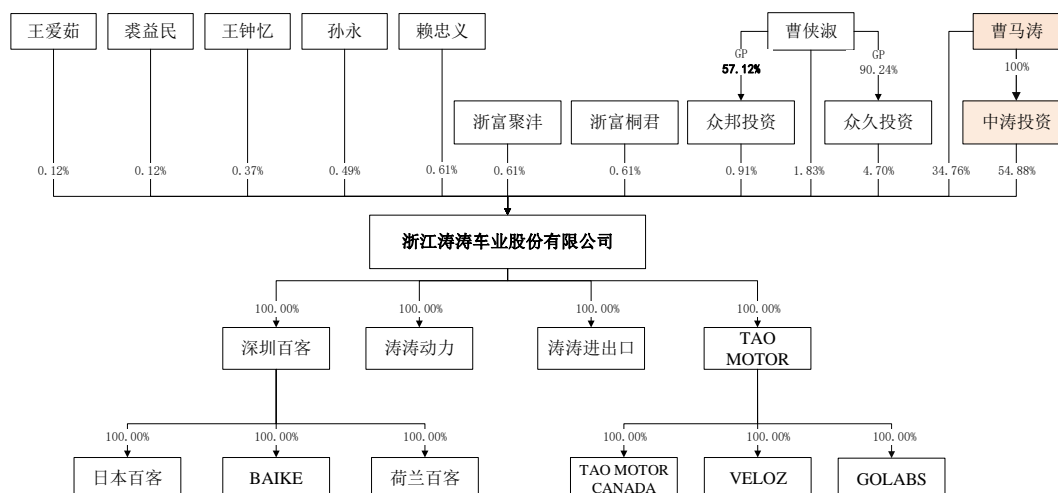 王爱茹 裘益民 王钟忆 孙永 赖忠义 曹侠淑 曹马涛
GP GP
57.12% 90.24% 100%
浙富聚沣 浙富桐君 众邦投资 众久投资 中涛投资
0.12% 0.12% 0.37% 0.49% 0.61% 0.61% 0.61% 0.91% 1.83% 4.70% 34.76% 54.88%
浙江涛涛车业股份有限公司
100.00% 100.00% 100.00% 100.00%
深圳百客 涛涛动力 涛涛进出口 TAO
MOTOR
100.00% 100.00% 100.00% 100.00% 100.00% 100.00%
日本百客 BAIKE 荷兰百客 TAO MOTOR VELOZ GOLABS
CANADA